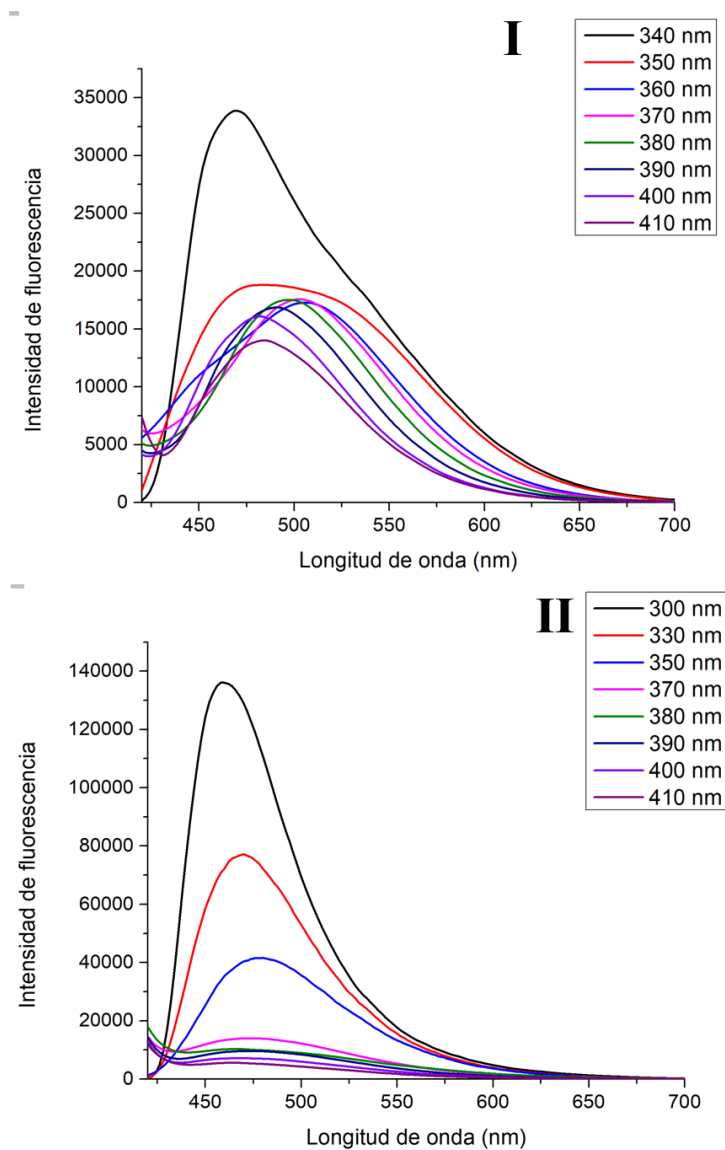 I
340 nm
350 nm
360 nm
370 nm
380 nm
390 nm
400 nm
410 nm
35000
30000
25000
20000
15000
10000
5000
0
Intensidad de fluorescencia
450 500 550 600 650 700
Longitud de onda (nm)
II
300 nm
330 nm
350 nm
370 nm
380 nm
390 nm
400 nm
410 nm
140000
120000
100000
80000
60000
40000
20000
0
Intensidad de fluorescencia
450 500 550 600 650 700
Longitud de onda (nm)